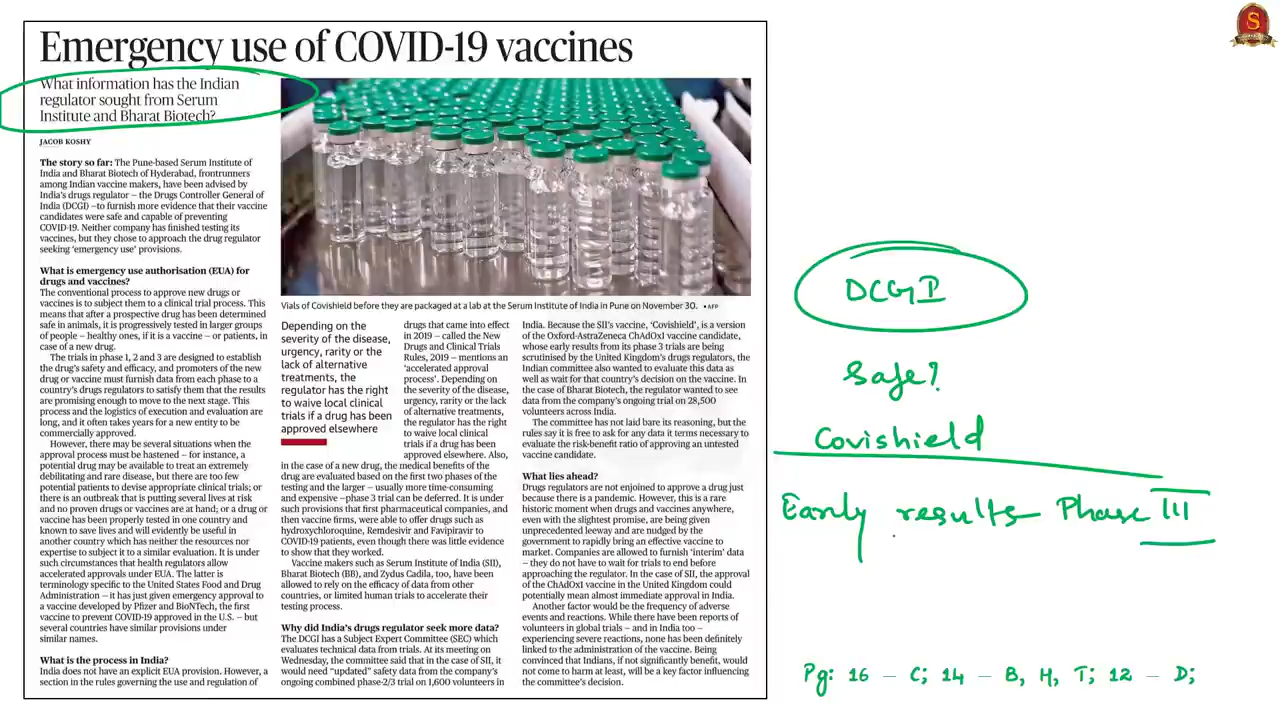 Emergency use of COVID-19 vaccines
What information has the Indian
regulator sought from Serum
Institute and Bharat Biotech?
JACOB KOSHY
The story so far: The Pune-based Serum Institute of
India and Bharat Biotech of Hyderabad, frontrunners
among Indian vaccine makers, have been advised by
India's drugs regulator – the Drugs Controller General of
India (DCGI) –to furnish more evidence that their vaccine
candidates were safe and capable of preventing
COVID-19. Neither company has finished testing its
vaccines, but they chose to approach the drug regulator
seeking 'emergency use' provisions.
What is emergency use authorisation (EUA) for
drugs and vaccines?
The conventional process to approve new drugs or
vaccines is to subject them to a clinical trial process. This
means that after a prospective drug has been determined
safe in animals, it is progressively tested in larger groups
of people – healthy ones, if it is a vaccine – or patients, in
case of a new drug.
The trials in phase 1, 2 and 3 are designed to establish
the drug's safety and efficacy, and promoters of the new
drug or vaccine must furnish data from each phase to a
country's drugs regulators to satisfy them that the results
are promising enough to move to the next stage. This
process and the logistics of execution and evaluation are
long, and it often takes years for a new entity to be
commercially approved.
However, there may be several situations when the
approval process must be hastened – for instance, a
potential drug may be available to treat an extremely
debilitating and rare disease, but there are too few
potential patients to devise appropriate clinical trials; or
there is an outbreak that is putting several lives at risk
and no proven drugs or vaccines are at hand; or a drug or
vaccine has been properly tested in one country and
known to save lives and will evidently be useful in
another country which has neither the resources nor
expertise to subject it to a similar evaluation. It is under
such circumstances that health regulators allow
accelerated approvals under EUA. The latter is
terminology specific to the United States Food and Drug
Administration – it has just given emergency approval to
a vaccine developed by Pfizer and BioNTech, the first
vaccine to prevent COVID-19 approved in the U.S. – but
several countries have similar provisions under
similar names.
What is the process in India?
India does not have an explicit EUA provision. However, a
section in the rules governing the use and regulation of
Vials of Covishield before they are packaged at a lab at the Serum Institute of India in Pune on November 30. • AFP
Depending on the
severity of the disease,
urgency, rarity or the
lack of alternative
treatments, the
regulator has the right
to waive local clinical
trials if a drug has been
approved elsewhere
drugs that came into effect
in 2019 – called the New
Drugs and Clinical Trials
Rules, 2019 – mentions an
'accelerated approval
process'. Depending on
the severity of the disease,
urgency, rarity or the lack
of alternative treatments,
the regulator has the right
to waive local clinical
trials if a drug has been
approved elsewhere. Also,
in the case of a new drug, the medical benefits of the
drug are evaluated based on the first two phases of the
testing and the larger – usually more time-consuming
and expensive –phase 3 trial can be deferred. It is under
such provisions that first pharmaceutical companies, and
then vaccine firms, were able to offer drugs such as
hydroxychloroquine, Remdesivir and Favipiravir to
COVID-19 patients, even though there was little evidence
to show that they worked.
Vaccine makers such as Serum Institute of India (SII),
Bharat Biotech (BB), and Zydus Cadila, too, have been
allowed to rely on the efficacy of data from other
countries, or limited human trials to accelerate their
testing process.
Why did India's drugs regulator seek more data?
The DCGI has a Subject Expert Committee (SEC) which
evaluates technical data from trials. At its meeting on
Wednesday, the committee said that in the case of SII, it
would need "updated" safety data from the company's
ongoing combined phase-2/3 trial on 1,600 volunteers in
India. Because the SII's vaccine, 'Covishield', is a version
of the Oxford-AstraZeneca ChAdOx1 vaccine candidate,
whose early results from its phase 3 trials are being
scrutinised by the United Kingdom's drugs regulators, the
Indian committee also wanted to evaluate this data as
well as wait for that country's decision on the vaccine. In
the case of Bharat Biotech, the regulator wanted to see
data from the company's ongoing trial on 28,500
volunteers across India.
The committee has not laid bare its reasoning, but the
rules say it is free to ask for any data it terms necessary to
evaluate the risk-benefit ratio of approving an untested
vaccine candidate.
What lies ahead?
Drugs regulators are not enjoined to approve a drug just
because there is a pandemic. However, this is a rare
historic moment when drugs and vaccines anywhere,
even with the slightest promise, are being given
unprecedented leeway and are nudged by the
government to rapidly bring an effective vaccine to
market. Companies are allowed to furnish 'interim' data
– they do not have to wait for trials to end before
approaching the regulator. In the case of SII, the approval
of the ChAdOx1 vaccine in the United Kingdom could
potentially mean almost immediate approval in India.
Another factor would be the frequency of adverse
events and reactions. While there have been reports of
volunteers in global trials – and in India too –
experiencing severe reactions, none has been definitely
linked to the administration of the vaccine. Being
convinced that Indians, if not significantly benefit, would
not come to harm at least, will be a key factor influencing
the committee's decision.
DCGI
Safe?
Covishield
Early results Phase III
Pg: 16 – C; 14 – B, H, T; 12 – D;
S